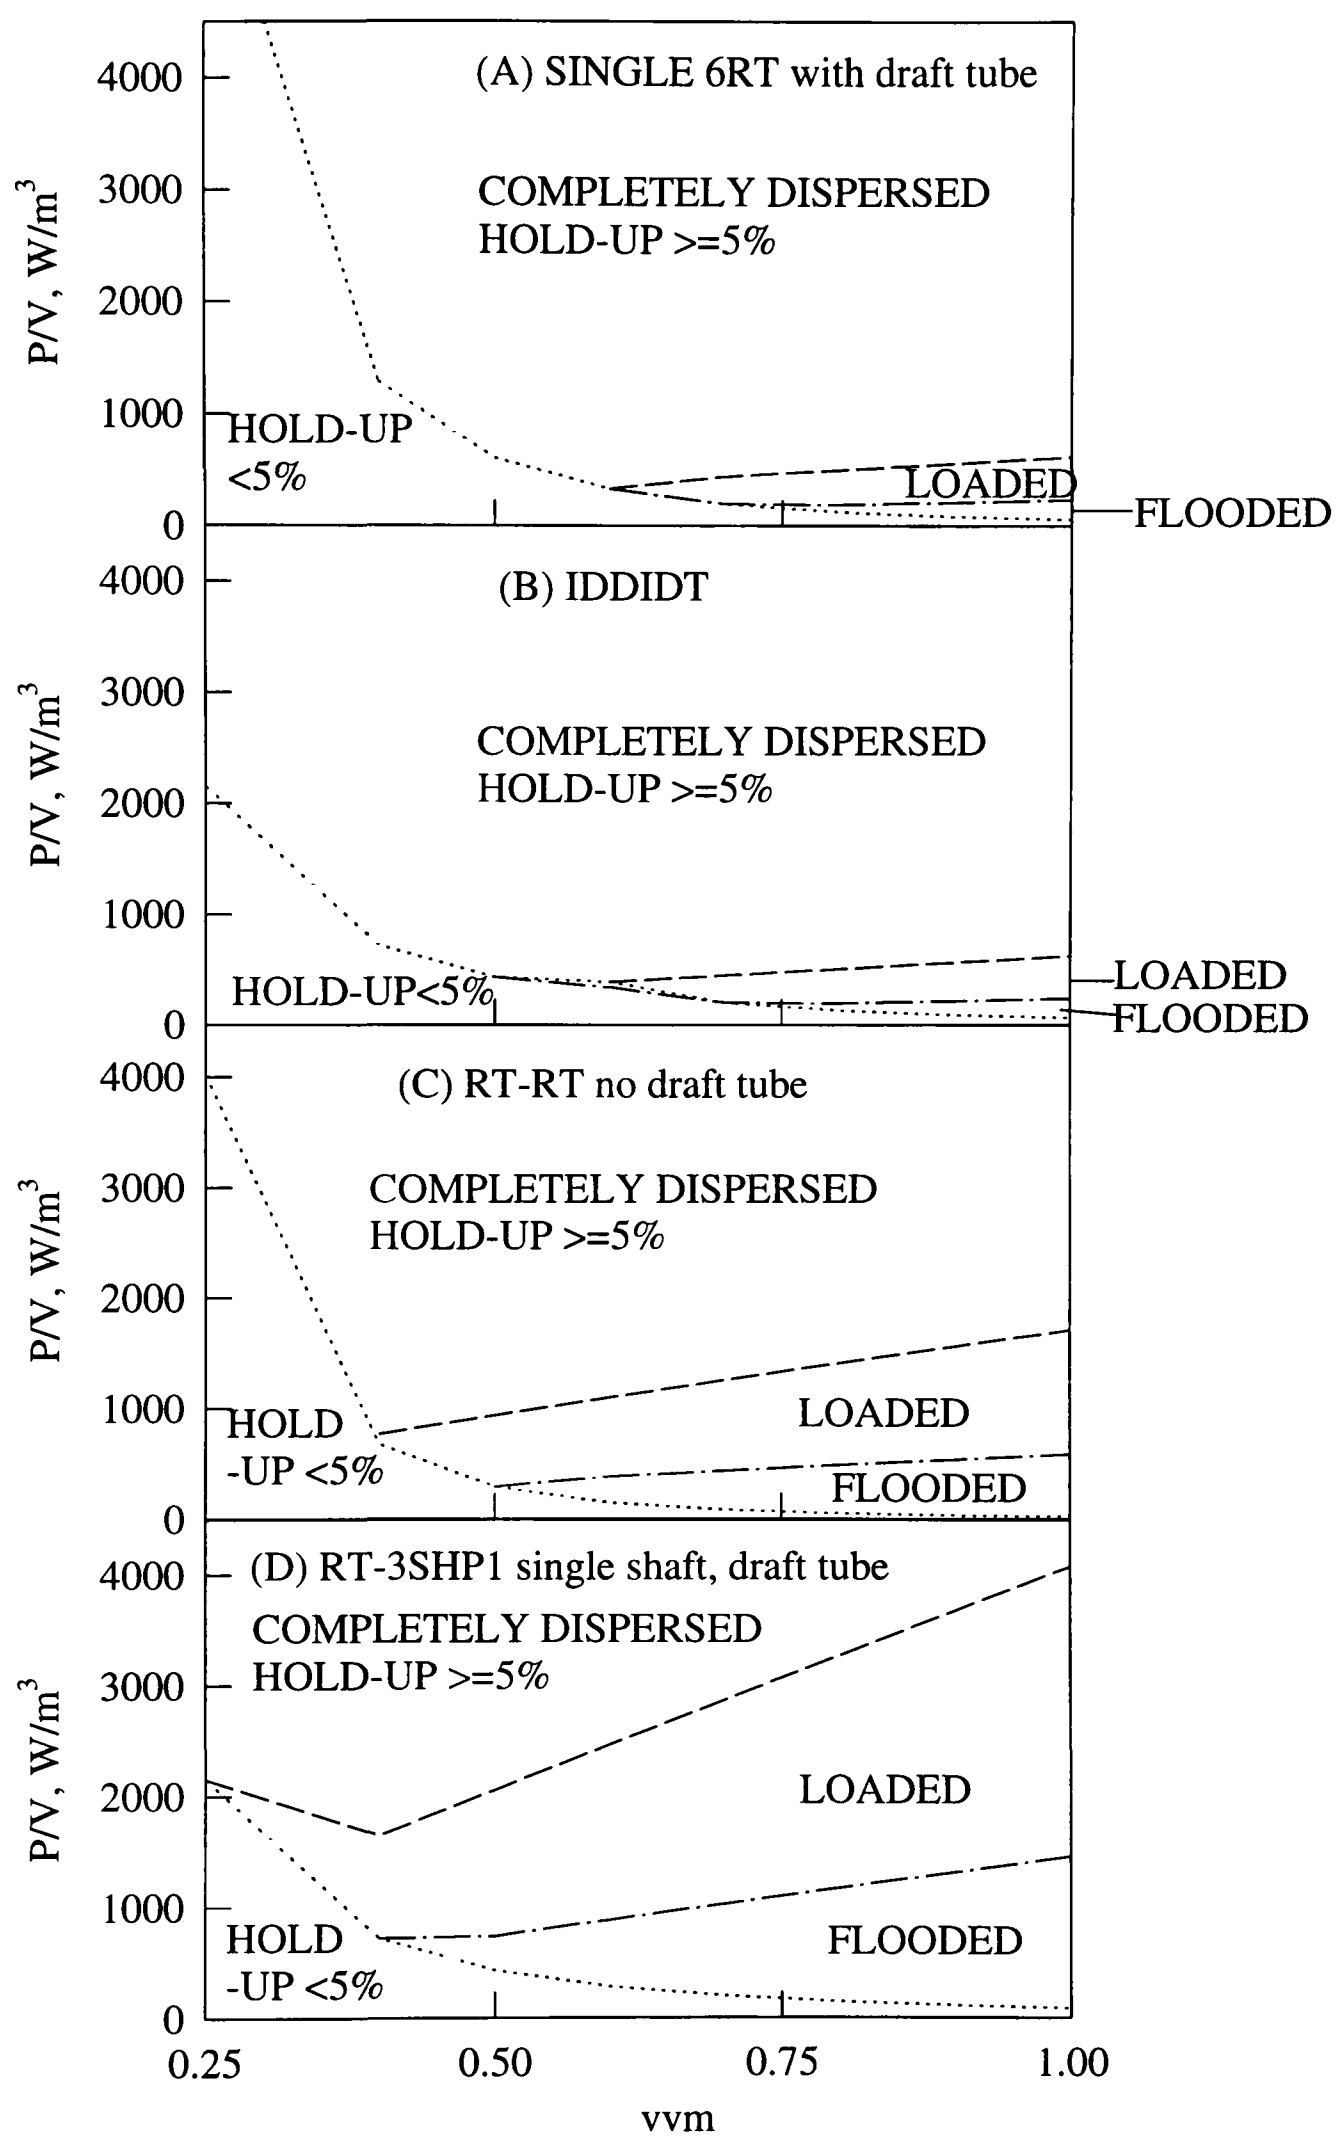 4000
3000
2000
1000
0
P/V, W/m³
(A) SINGLE 6RT with draft tube
COMPLETELY DISPERSED
HOLD-UP >=5%
HOLD-UP
<5%
LOADED
FLOODED
4000
3000
2000
1000
0
P/V, W/m³
(B) IDDIDT
COMPLETELY DISPERSED
HOLD-UP >=5%
HOLD-UP<5%
LOADED
FLOODED
4000
3000
2000
1000
0
P/V, W/m³
(C) RT-RT no draft tube
COMPLETELY DISPERSED
HOLD-UP >=5%
HOLD
-UP <5%
LOADED
FLOODED
4000
3000
2000
1000
0
P/V, W/m³
(D) RT-3SHP1 single shaft, draft tube
COMPLETELY DISPERSED
HOLD-UP >=5%
LOADED
HOLD
-UP <5%
FLOODED
0.25 0.50 0.75 1.00
vvm